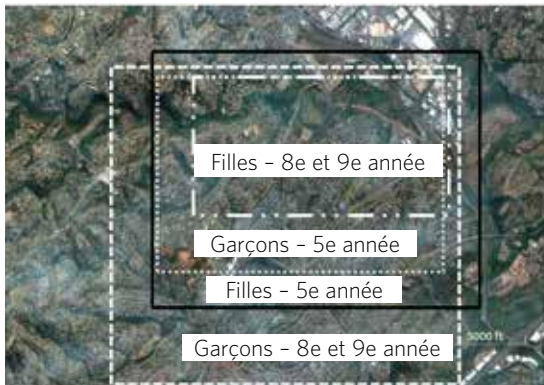 Filles – 8e et 9e année
Garçons – 5e année
Filles – 5e année
5000 ft
Garçons – 8e et 9e année